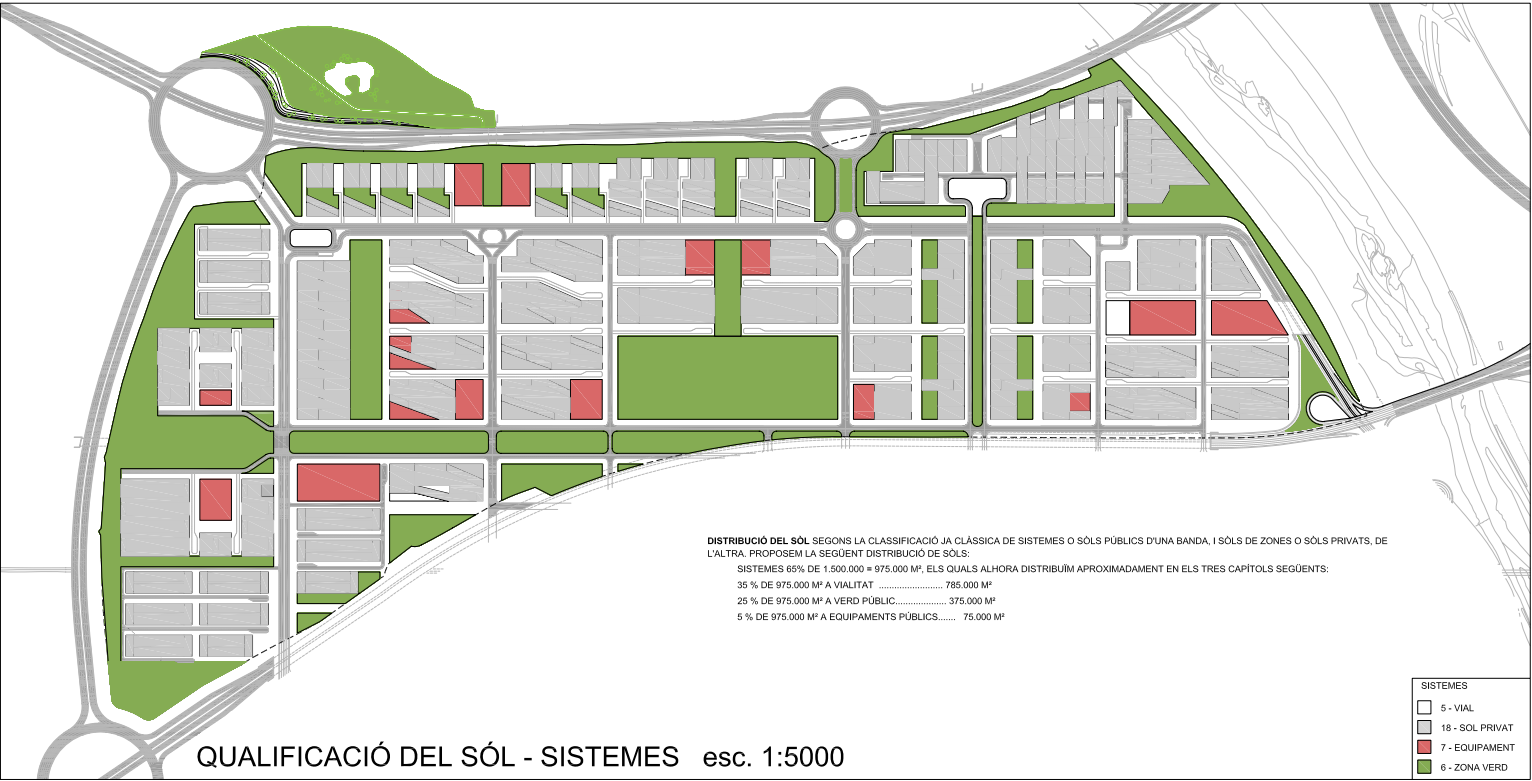 DISTRIBUCIÓ DEL SÒL SEGONS LA CLASSIFICACIÓ JA CLÀSSICA DE SISTEMES O SÒLS PÚBLICS D'UNA BANDA, I SÒLS DE ZONES O SÒLS PRIVATS, DE
L'ALTRA. PROPOSEM LA SEGÜENT DISTRIBUCIÓ DE SÒLS:
SISTEMES 65% DE 1.500.000 = 975.000 M², ELS QUALS ALHORA DISTRIBUÏM APROXIMADAMENT EN ELS TRES CAPÍTOLS SEGÜENTS:
35 % DE 975.000 M² A VIALITAT ........................ 785.000 M²
25 % DE 975.000 M² A VERD PÚBLIC................... 375.000 M²
5 % DE 975.000 M² A EQUIPAMENTS PÚBLICS....... 75.000 M²
SISTEMES
5 - VIAL
18 - SOL PRIVAT
7 - EQUIPAMENT
6 - ZONA VERD
QUALIFICACIÓ DEL SÓL - SISTEMES esc. 1:5000